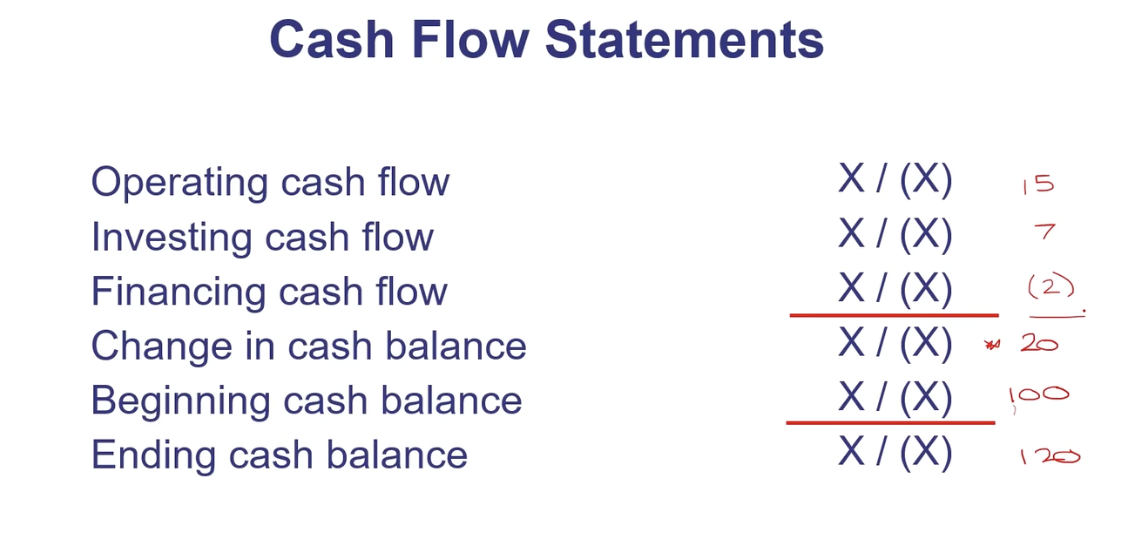 Cash Flow Statements
Operating cash flow X / (X) 15
Investing cash flow X / (X) 7
Financing cash flow X / (X) (2)
Change in cash balance X / (X) 20
Beginning cash balance X / (X) 100
Ending cash balance X / (X) 120